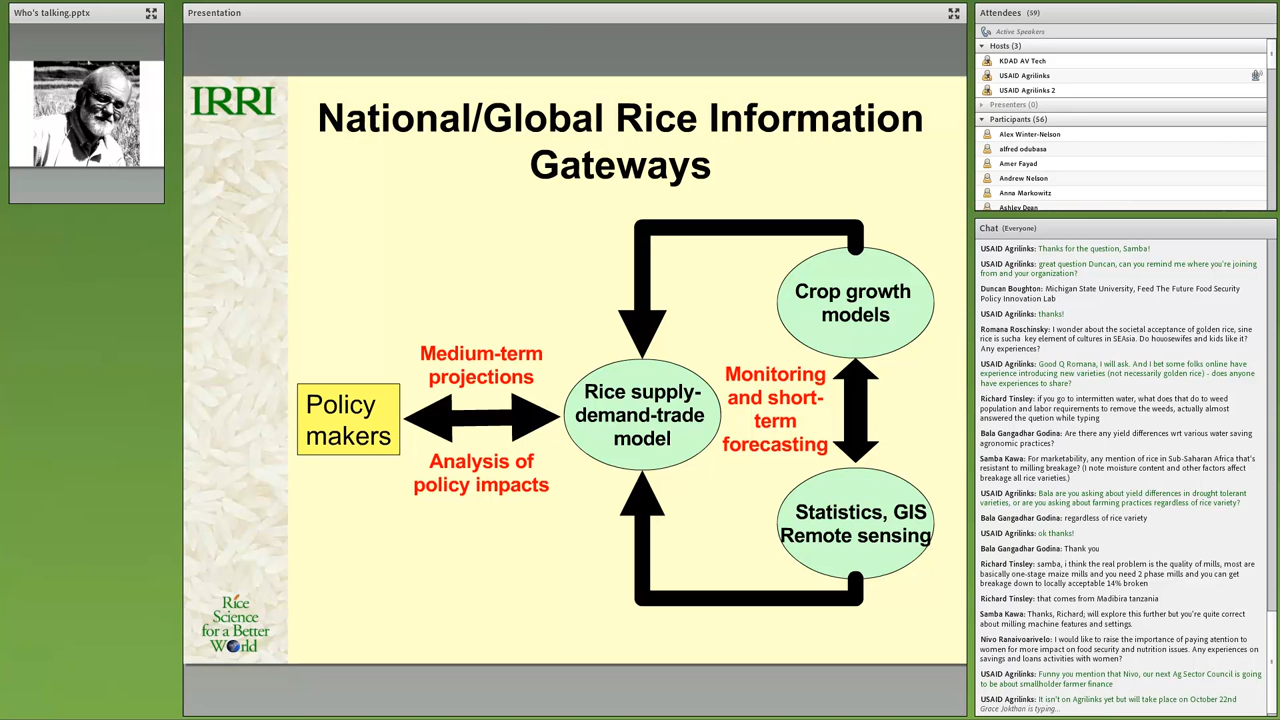 Who's talking.pptx
Presentation
IRRI
National/Global Rice Information
Gateways
Crop growth
models
Medium-term
projections
Policy
makers
Rice supply-
demand-trade
model
Monitoring
and short-
term
forecasting
Analysis of
policy impacts
Statistics, GIS
Remote sensing
Rice
Science
for a Better
World
Attendees (59)
Active Speakers
Hosts (3)
KDAD AV Tech
USAID Agrilinks
USAID Agrilinks 2
Presenters (0)
Participants (56)
Alex Winter-Nelson
alfred odubasa
Amer Fayad
Andrew Nelson
Anna Markowitz
Ashley Dean
Chat (Everyone)
USAID Agrilinks: Thanks for the question, Samba!
USAID Agrilinks: great question Duncan, can you remind me where you're joining
from and your organization?
Duncan Boughton: Michigan State University, Feed The Future Food Security
Policy Innovation Lab
USAID Agrilinks: thanks!
Romana Roschinsky: I wonder about the societal acceptance of golden rice, sine
rice is sucha key element of cultures in SEAsia. Do houosewifes and kids like it?
Any experiences?
USAID Agrilinks: Good Q Romana, I will ask. And I bet some folks online have
experience introducing new varieties (not necessarily golden rice) - does anyone
have experiences to share?
Richard Tinsley: if you go to intermitten water, what does that do to weed
population and labor requirements to remove the weeds, actually almost
answered the quetion while typing
Bala Gangadhar Godina: Are there any yield differences wrt various water saving
agronomic practices?
Samba Kawa: For marketability, any mention of rice in Sub-Saharan Africa that's
resistant to milling breakage? (I note moisture content and other factors affect
breakage all rice varieties.)
USAID Agrilinks: Bala are you asking about yield differences in drought tolerant
varieties, or are you asking about farming practices regardless of rice variety?
Bala Gangadhar Godina: regardless of rice variety
USAID Agrilinks: ok thanks!
Bala Gangadhar Godina: Thank you
Richard Tinsley: samba, i think the real problem is the quality of mills, most are
basically one-stage maize mills and you need 2 phase mills and you can get
breakage down to locally acceptable 14% broken
Richard Tinsley: that comes from Madibira tanzania
Samba Kawa: Thanks, Richard; will explore this further but you're quite correct
about milling machine features and settings.
Nivo Ranaivoarivelo: I would like to raise the importance of paying attention to
women for more impact on food security and nutrition issues. Any experiences on
savings and loans activities with women?
USAID Agrilinks: Funny you mention that Nivo, our next Ag Sector Council is going
to be about smallholder farmer finance
USAID Agrilinks: It isn't on Agrilinks yet but will take place on October 22nd
Grace Jokthan is typing...